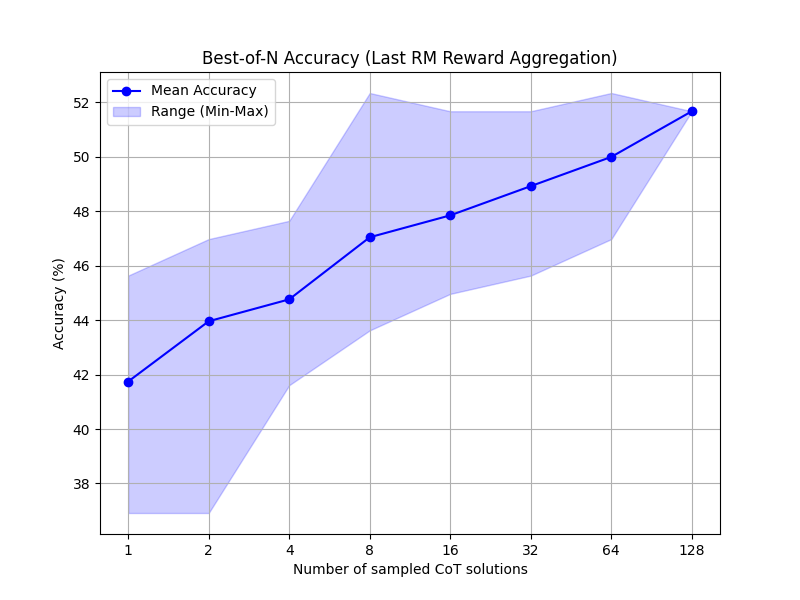 Best-of-N Accuracy (Last RM Reward Aggregation)
Mean Accuracy
Range (Min-Max)
Accuracy (%)
52
50
48
46
44
42
40
38
1 2 4 8 16 32 64 128
Number of sampled CoT solutions